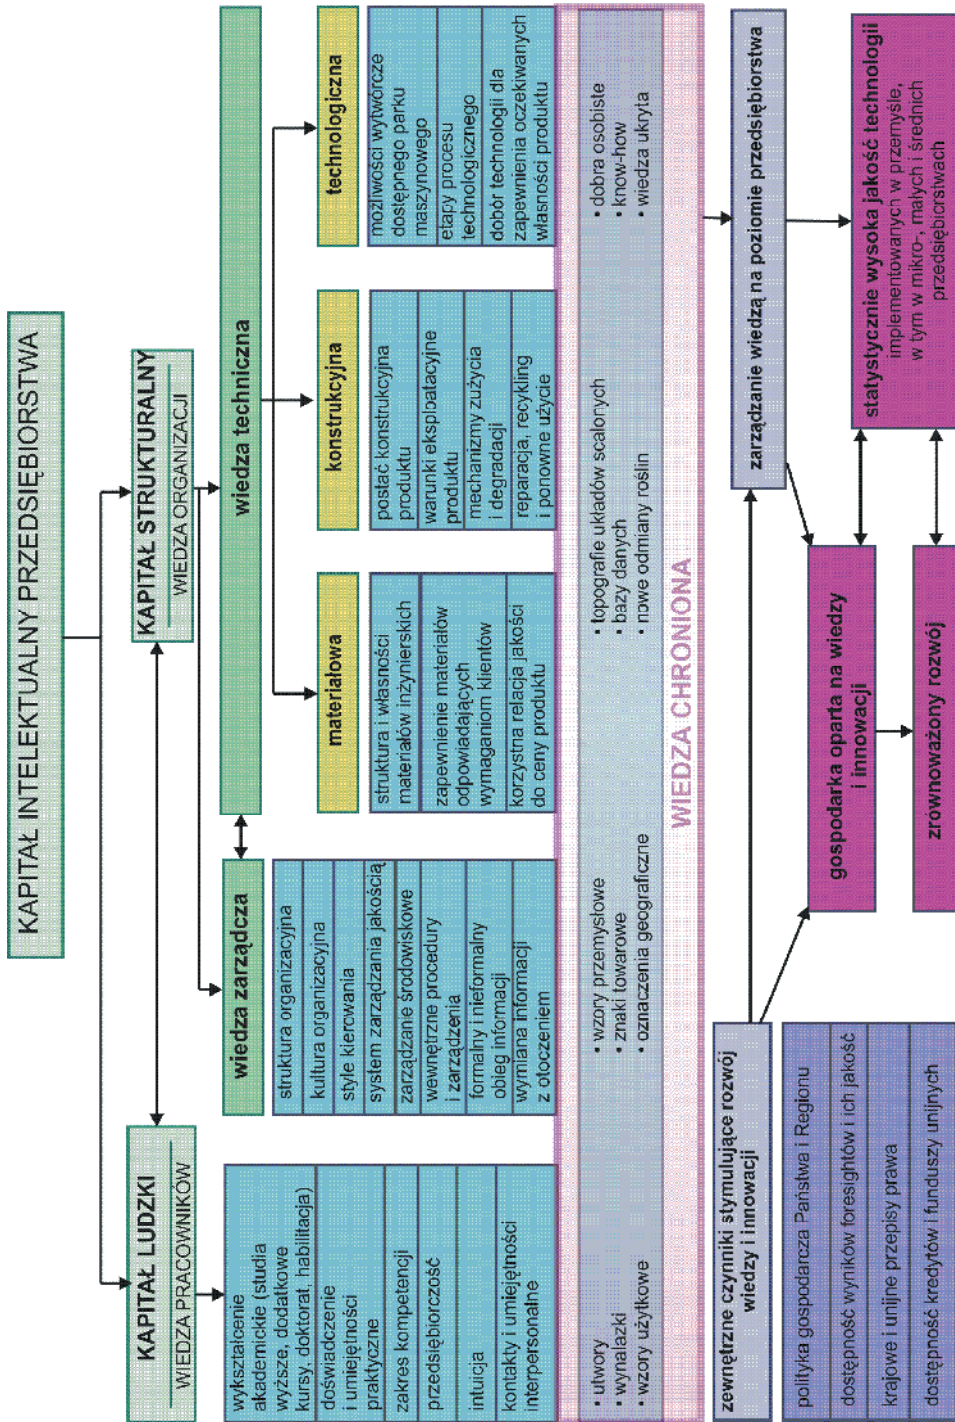 KAPITAŁ INTELEKTUALNY PRZEDSIĘBIORSTWA
KAPITAŁ LUDZKI
WIEDZA PRACOWNIKÓW
KAPITAŁ STRUKTURALNY
WIEDZA ORGANIZACJI
wykształcenie
akademickie (studia
wyższe, dodatkowe
kursy, doktorat, habilitacja)
doświadczenie
i umiejętności
praktyczne
zakres kompetencji
przedsiębiorczość
intuicja
kontakty i umiejętności
interpersonalne
wiedza zarządcza
struktura organizacyjna
kultura organizacyjna
style kierowania
system zarządzania jakością
zarządzanie środowiskowe
wewnętrzne procedury
i zarządzenia
formalny i nieformalny
obieg informacji
wymiana informacji
z otoczeniem
wiedza techniczna
materiałowa
struktura i własności
materiałów inżynierskich
zapewnienie materiałów
odpowiadających
wymaganiom klientów
korzystna relacja jakości
do ceny produktu
konstrukcyjna
postać konstrukcyjna
produktu
warunki eksploatacyjne
produktu
mechanizmy zużycia
i degradacji
reparacja, recykling
i ponowne użycie
technologiczna
możliwości wytwórcze
dostępnego parku
maszynowego
etapy procesu
technologicznego
dobór technologii dla
zapewnienia oczekiwanych
własności produktu
• utwory
• wynalazki
• wzory użytkowe
• wzory przemysłowe
• znaki towarowe
• oznaczenia geograficzne
• topografie układów scalonych
• bazy danych
• nowe odmiany roślin
• dobra osobiste
• know-how
• wiedza ukryta
WIEDZA CHRONIONA
zewnętrzne czynniki stymulujące rozwój
wiedzy i innowacji
polityka gospodarcza Państwa i Regionu
dostępność wyników foresightów i ich jakość
krajowe i unijne przepisy prawa
dostępność kredytów i funduszy unijnych
zarządzanie wiedzą na poziomie przedsiębiorstwa
gospodarka oparta na wiedzy
i innowacji
zrównoważony rozwój
statystycznie wysoka jakość technologii
implementowanych w przemyśle,
w tym w mikro-, małych i średnich
przedsiębiorstwach